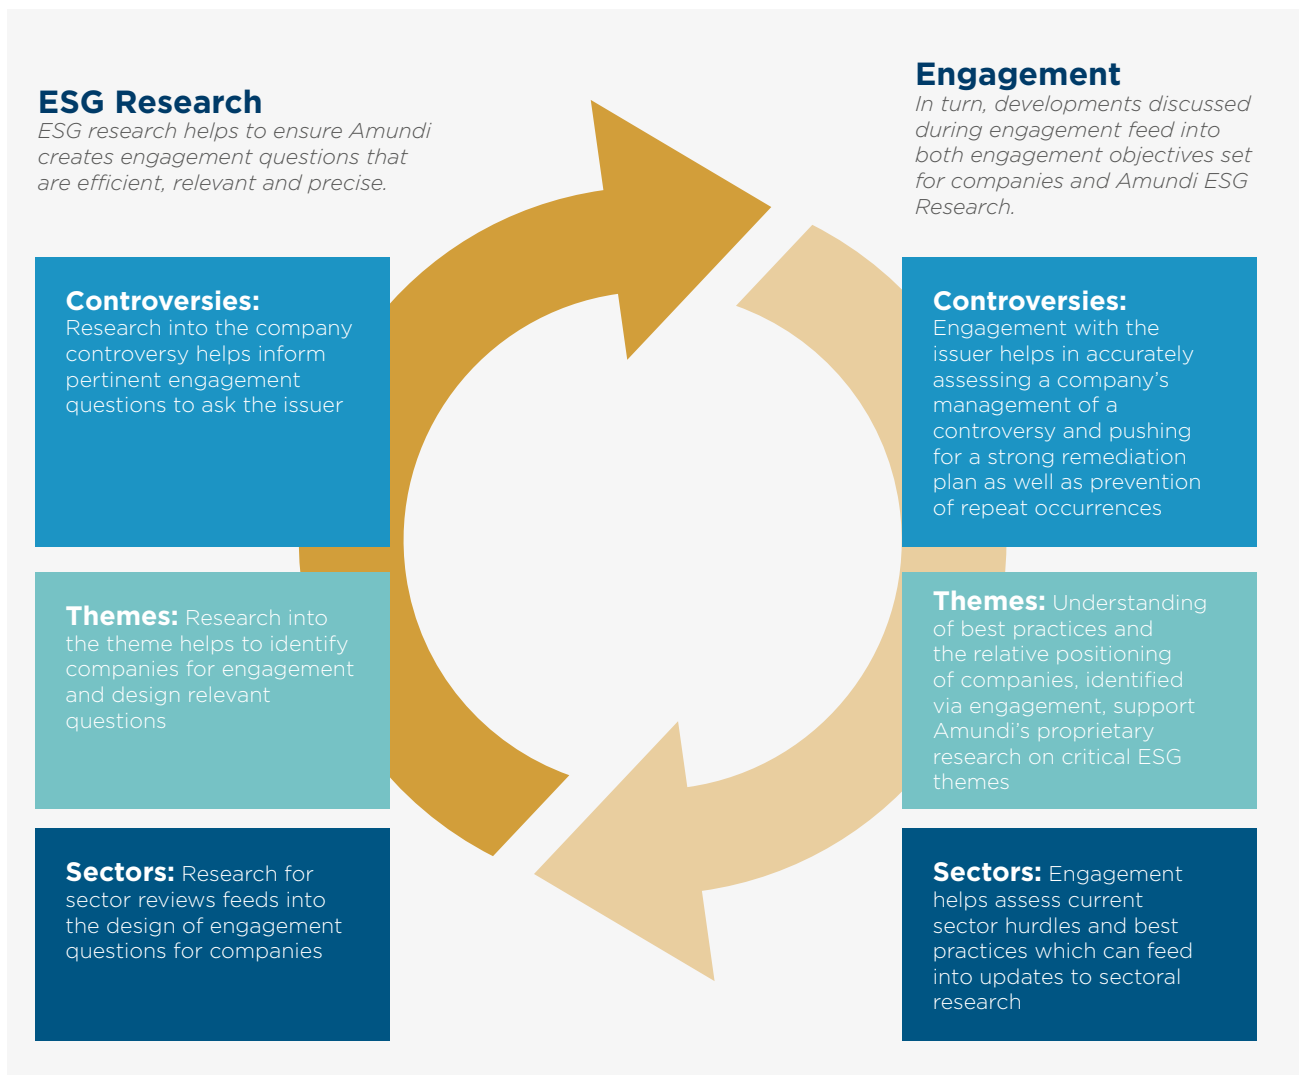 ESG Research
ESG research helps to ensure Amundi
creates engagement questions that
are efficient, relevant and precise.
Controversies:
Research into the company
controversy helps inform
pertinent engagement
questions to ask the issuer
Themes: Research into
the theme helps to identify
companies for engagement
and design relevant
questions
Sectors: Research for
sector reviews feeds into
the design of engagement
questions for companies
Engagement
In turn, developments discussed
during engagement feed into
both engagement objectives set
for companies and Amundi ESG
Research.
Controversies:
Engagement with the
issuer helps in accurately
assessing a company’s
management of a
controversy and pushing
for a strong remediation
plan as well as prevention
of repeat occurrences
Themes: Understanding
of best practices and
the relative positioning
of companies, identified
via engagement, support
Amundi’s proprietary
research on critical ESG
themes
Sectors: Engagement
helps assess current
sector hurdles and best
practices which can feed
into updates to sectoral
research